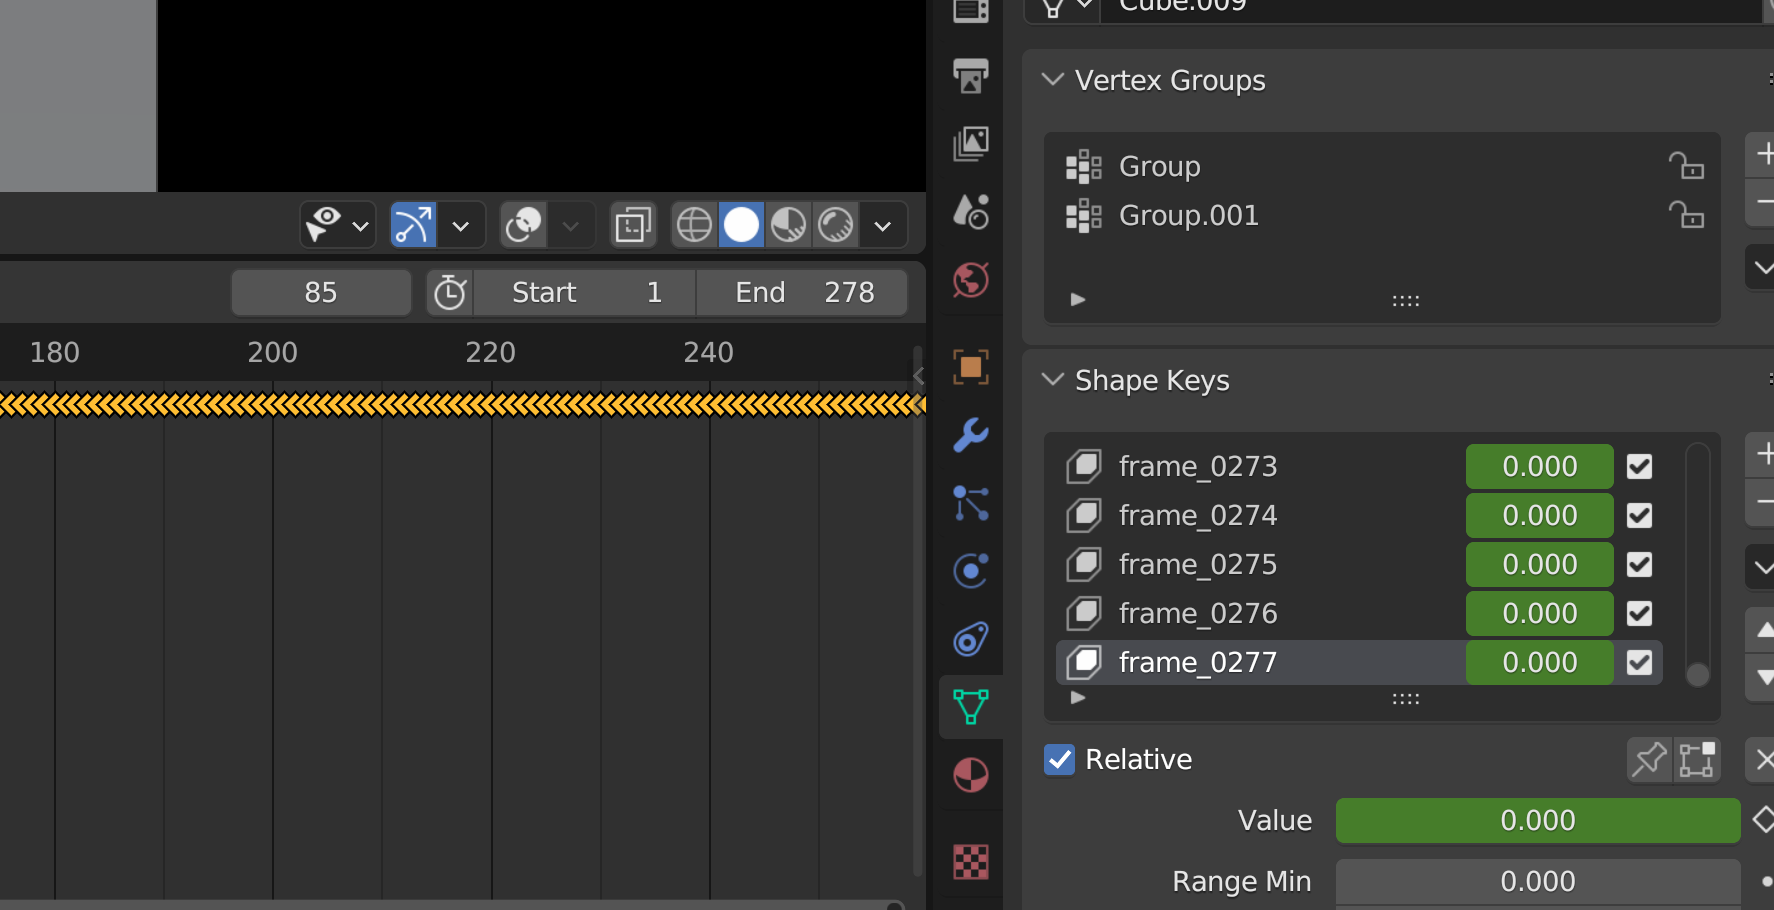 Cube.009
Vertex Groups
Group
Group.001
85
Start 1
End 278
180 200 220 240
Shape Keys
frame_0273 0.000
frame_0274 0.000
frame_0275 0.000
frame_0276 0.000
frame_0277 0.000
Relative
Value 0.000
Range Min 0.000